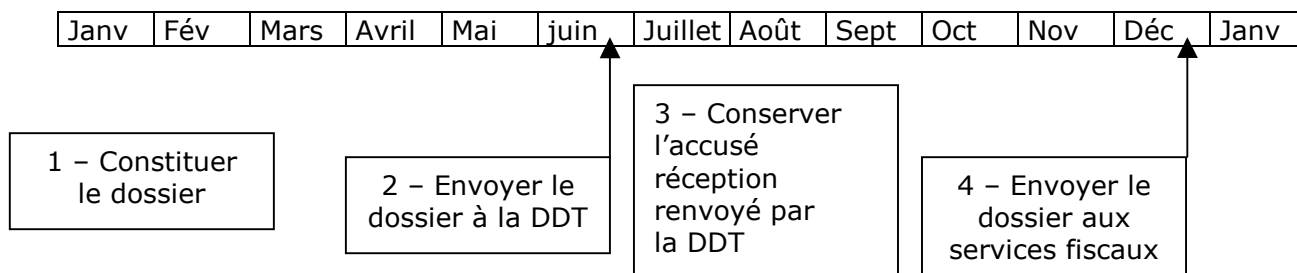 Janv Fév Mars Avril Mai juin Juillet Août Sept Oct Nov Déc Janv
1 – Constituer
le dossier
2 – Envoyer le
dossier à la DDT
3 – Conserver
l’accusé
réception
renvoyé par
la DDT
4 – Envoyer le
dossier aux
services fiscaux